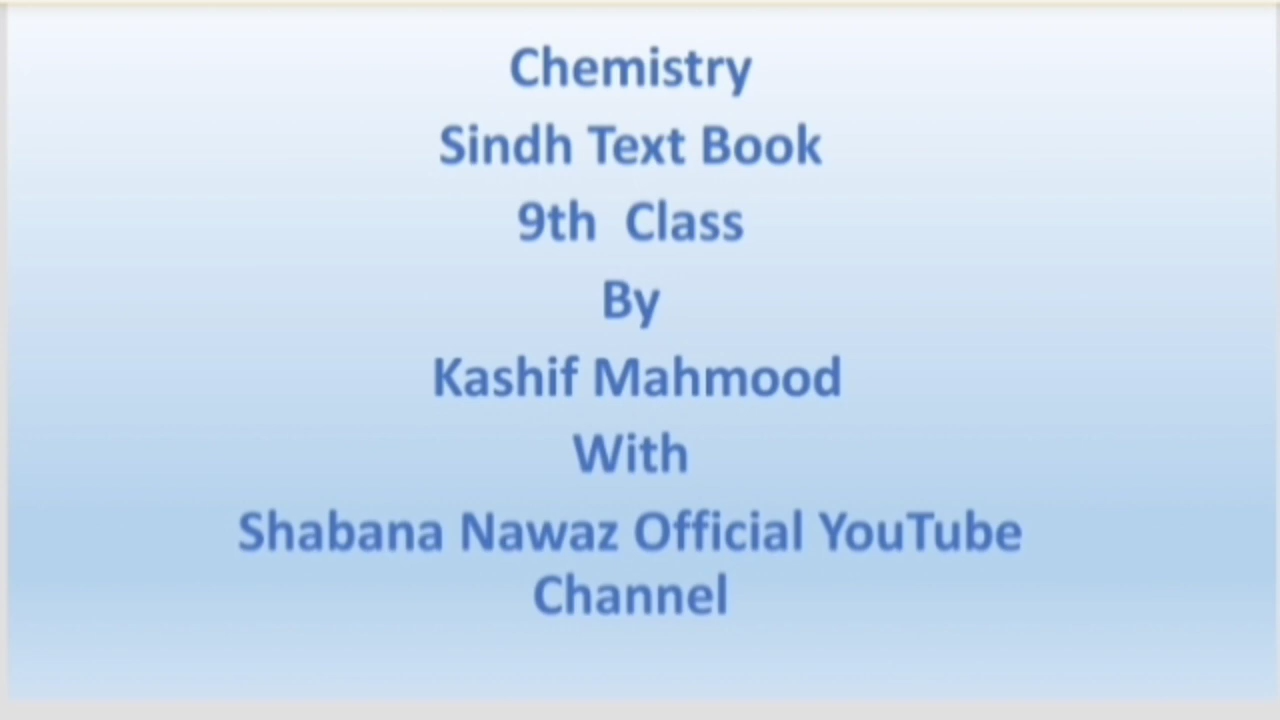 Chemistry
Sindh Text Book
9th Class
By
Kashif Mahmood
With
Shabana Nawaz Official YouTube
Channel